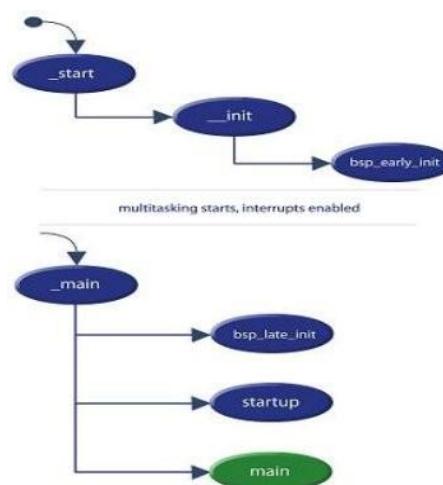 _start
__init
bsp_early_init
multitasking starts, interrupts enabled
_main
bsp_late_init
startup
main